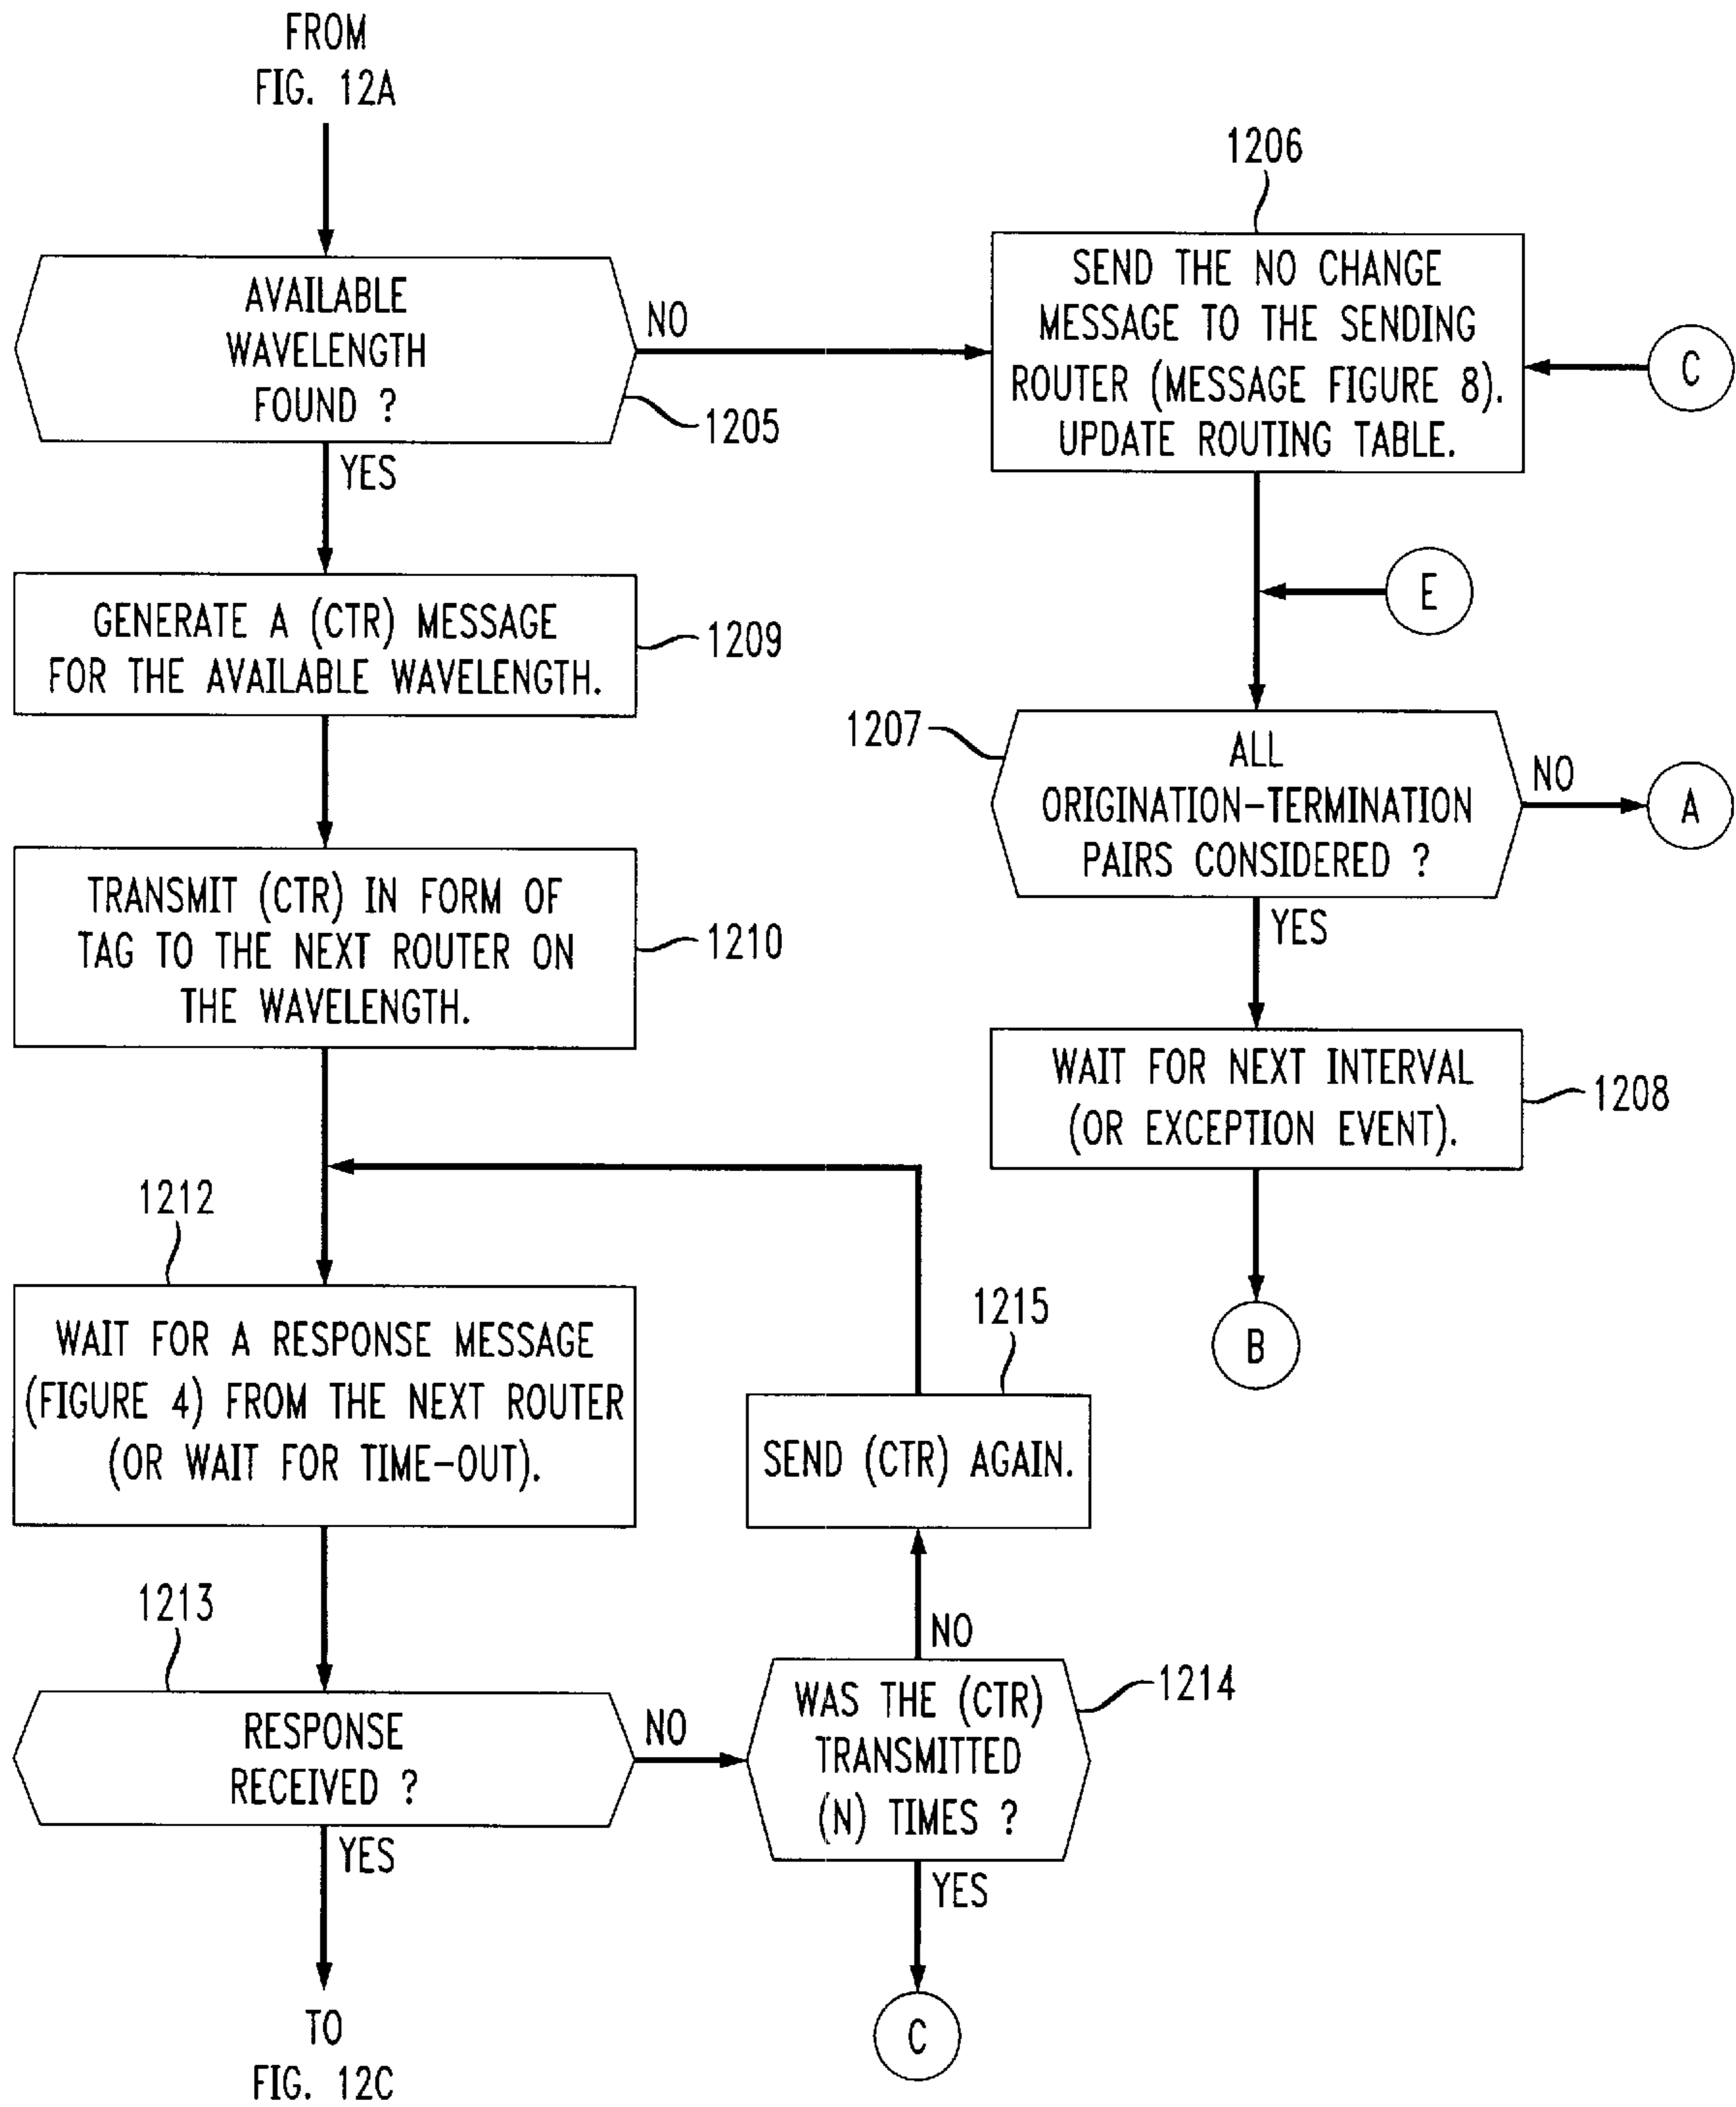 FROM
FIG. 12A
AVAILABLE
WAVELENGTH
FOUND ?
NO
1205
YES
GENERATE A (CTR) MESSAGE
FOR THE AVAILABLE WAVELENGTH.
1209
TRANSMIT (CTR) IN FORM OF
TAG TO THE NEXT ROUTER ON
THE WAVELENGTH.
1210
1212
WAIT FOR A RESPONSE MESSAGE
(FIGURE 4) FROM THE NEXT ROUTER
(OR WAIT FOR TIME-OUT).
1213
RESPONSE
RECEIVED ?
NO
YES
TO
FIG. 12C
1215
SEND (CTR) AGAIN.
NO
WAS THE (CTR)
TRANSMITTED
(N) TIMES ?
1214
YES
C
1206
SEND THE NO CHANGE
MESSAGE TO THE SENDING
ROUTER (MESSAGE FIGURE 8).
UPDATE ROUTING TABLE.
C
E
1207
ALL
ORIGINATION-TERMINATION
PAIRS CONSIDERED ?
NO
A
YES
WAIT FOR NEXT INTERVAL
(OR EXCEPTION EVENT).
1208
B